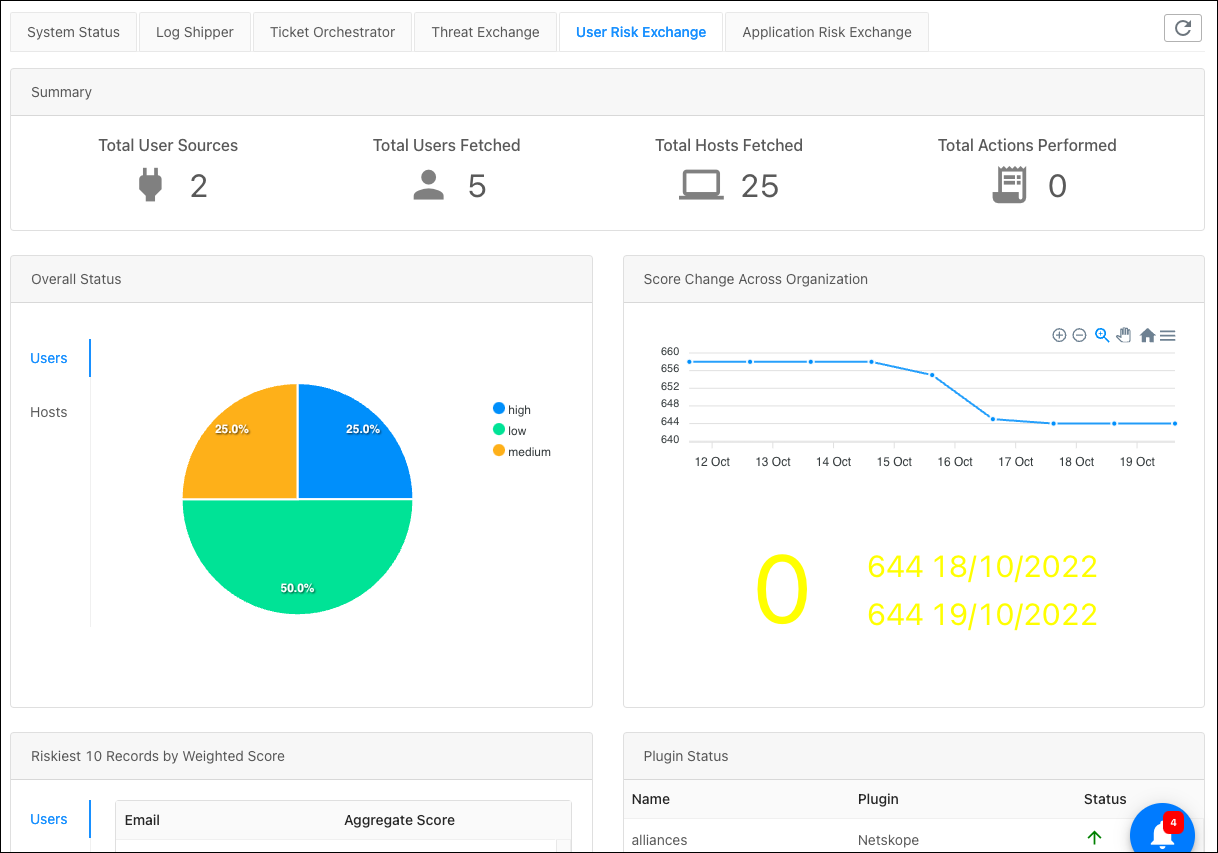 System Status Log Shipper Ticket Orchestrator Threat Exchange User Risk Exchange Application Risk Exchange
Summary
Total User Sources Total Users Fetched Total Hosts Fetched Total Actions Performed
2 5 25 0
Overall Status
Users
Hosts
25.0% 25.0%
50.0%
high
low
medium
Score Change Across Organization
660
656
652
648
644
640
12 Oct 13 Oct 14 Oct 15 Oct 16 Oct 17 Oct 18 Oct 19 Oct
0
644 18/10/2022
644 19/10/2022
Riskiest 10 Records by Weighted Score
Users
Email Aggregate Score
Plugin Status
Name Plugin Status
alliances Netskope
4